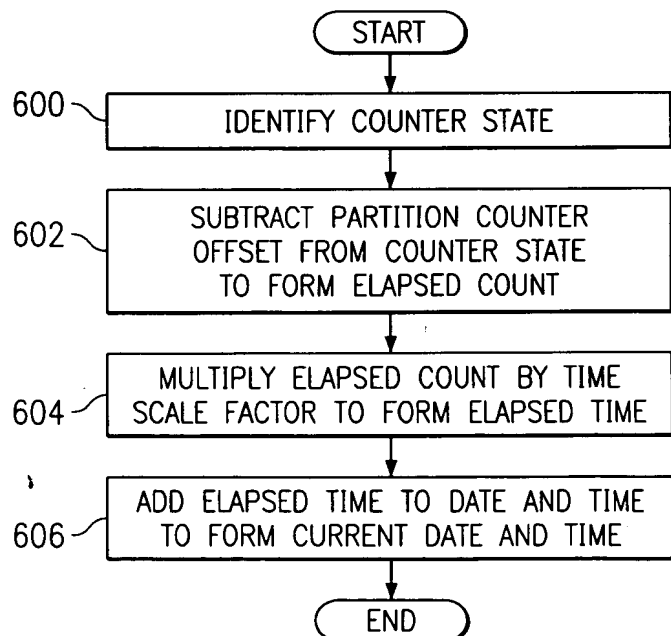 START
600
IDENTIFY COUNTER STATE
602
SUBTRACT PARTITION COUNTER
OFFSET FROM COUNTER STATE
TO FORM ELAPSED COUNT
604
MULTIPLY ELAPSED COUNT BY TIME
SCALE FACTOR TO FORM ELAPSED TIME
606
ADD ELAPSED TIME TO DATE AND TIME
TO FORM CURRENT DATE AND TIME
END